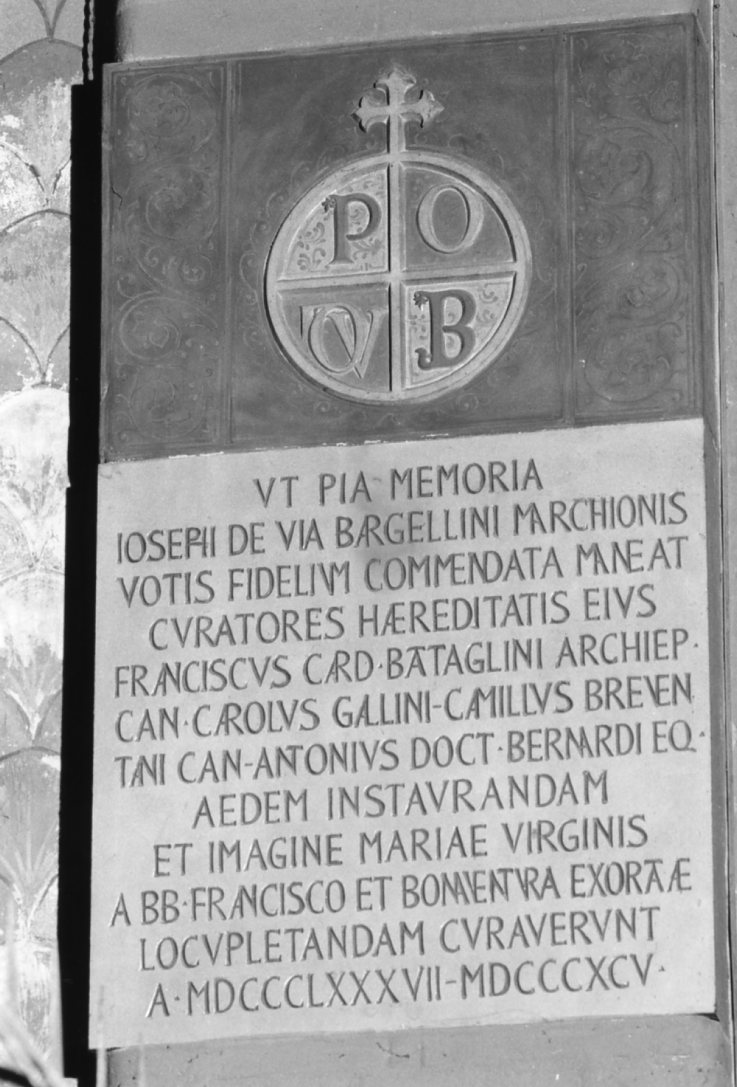 P O
W B
VT PIA MEMORIA
IOSEPH DE VIA BARGELLINI MARCHIONIS
VOTIS FIDELIVM COMMENDATA MANEAT
CVRATORES HÆREDITATIS EIVS
FRANCISCVS CARD·BATAGLINI ARCHIEP·
CAN·CAROLVS GALLINI-CAMILLVS BREVEN
TANI CAN-ANTONIVS DOCT·BERNARDI EQ·
AEDEM INSTAVRANDAM
ET IMAGINE MARIAE VIRGINIS
A BB·FRANCISCO ET BONAVENTVRA EXORATÆ
LOCVPLETANDAM CVRAVERVNT
A·MDCCCLXXXVII-MDCCCXCV·